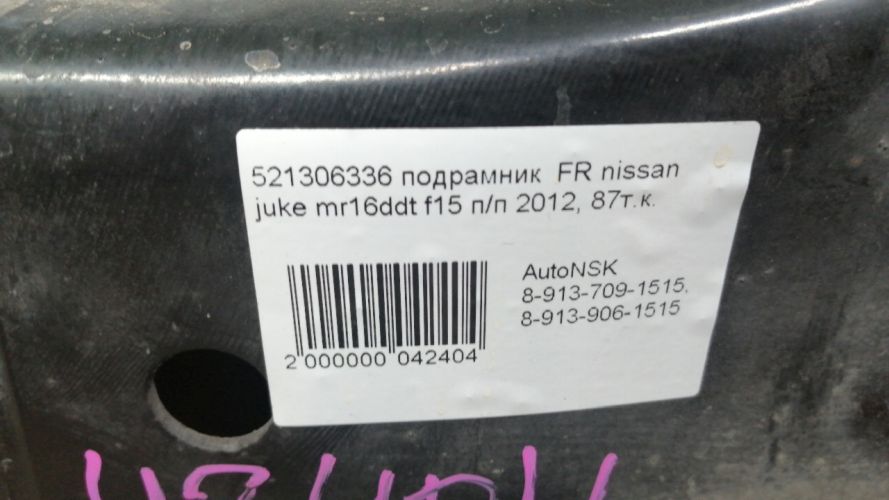 521306336 подрамник FR nissan
juke mr16ddt f15 п/п 2012, 87т.к.
AutoNSK
8-913-709-1515,
8-913-906-1515
2 000000 042404